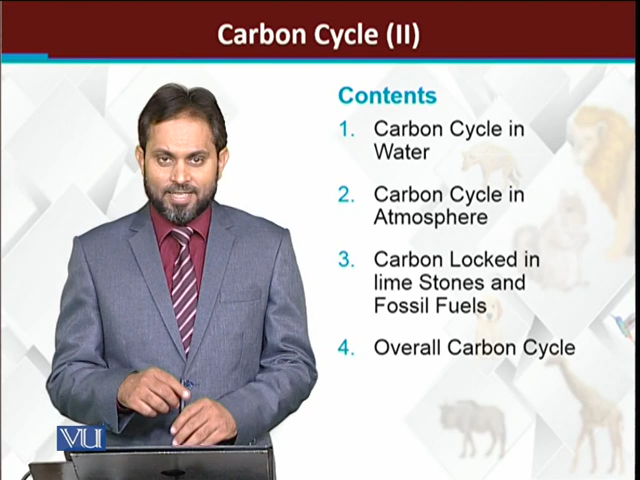 Carbon Cycle (II)
Contents
1. Carbon Cycle in
Water
2. Carbon Cycle in
Atmosphere
3. Carbon Locked in
lime Stones and
Fossil Fuels
4. Overall Carbon Cycle
VU